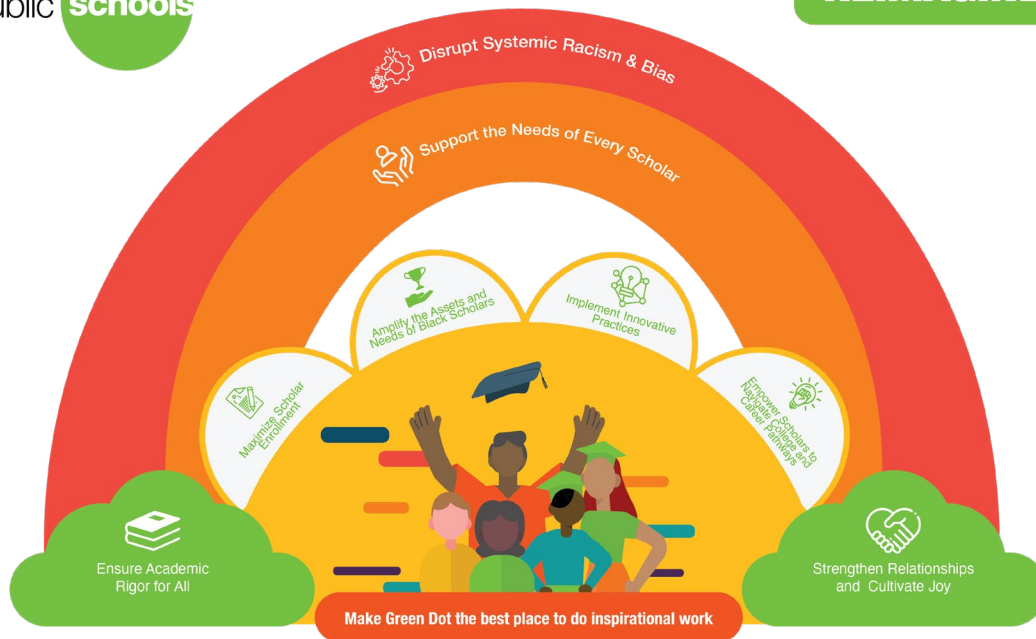 schools
Disrupt Systemic Racism & Bias
Support the Needs of Every Scholar
Amplify the Assets and
Needs of Black Scholars
Implement Innovative
Practices
Maximize Scholar
Enrollment
Empower Scholars to
Navigate College and
Career Pathways
Ensure Academic
Rigor for All
Strengthen Relationships
and Cultivate Joy
Make Green Dot the best place to do inspirational work